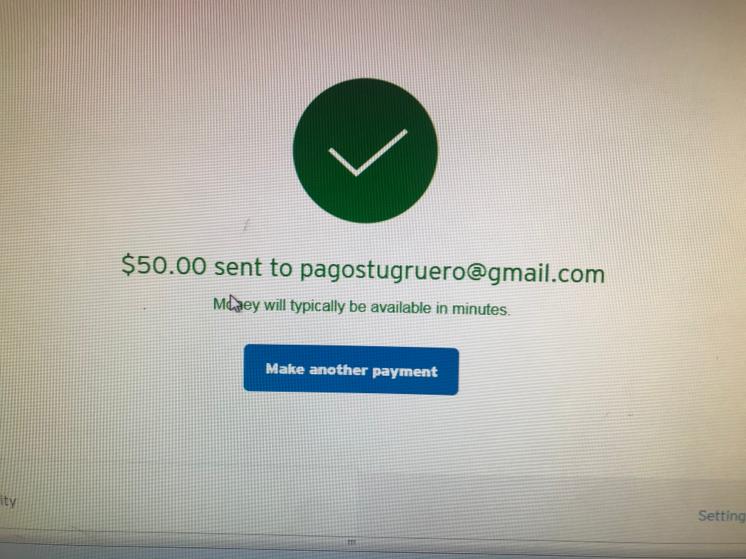 $50.00 sent to pagostugruero@gmail.com
Money will typically be available in minutes.
Make another payment
ity
Setting